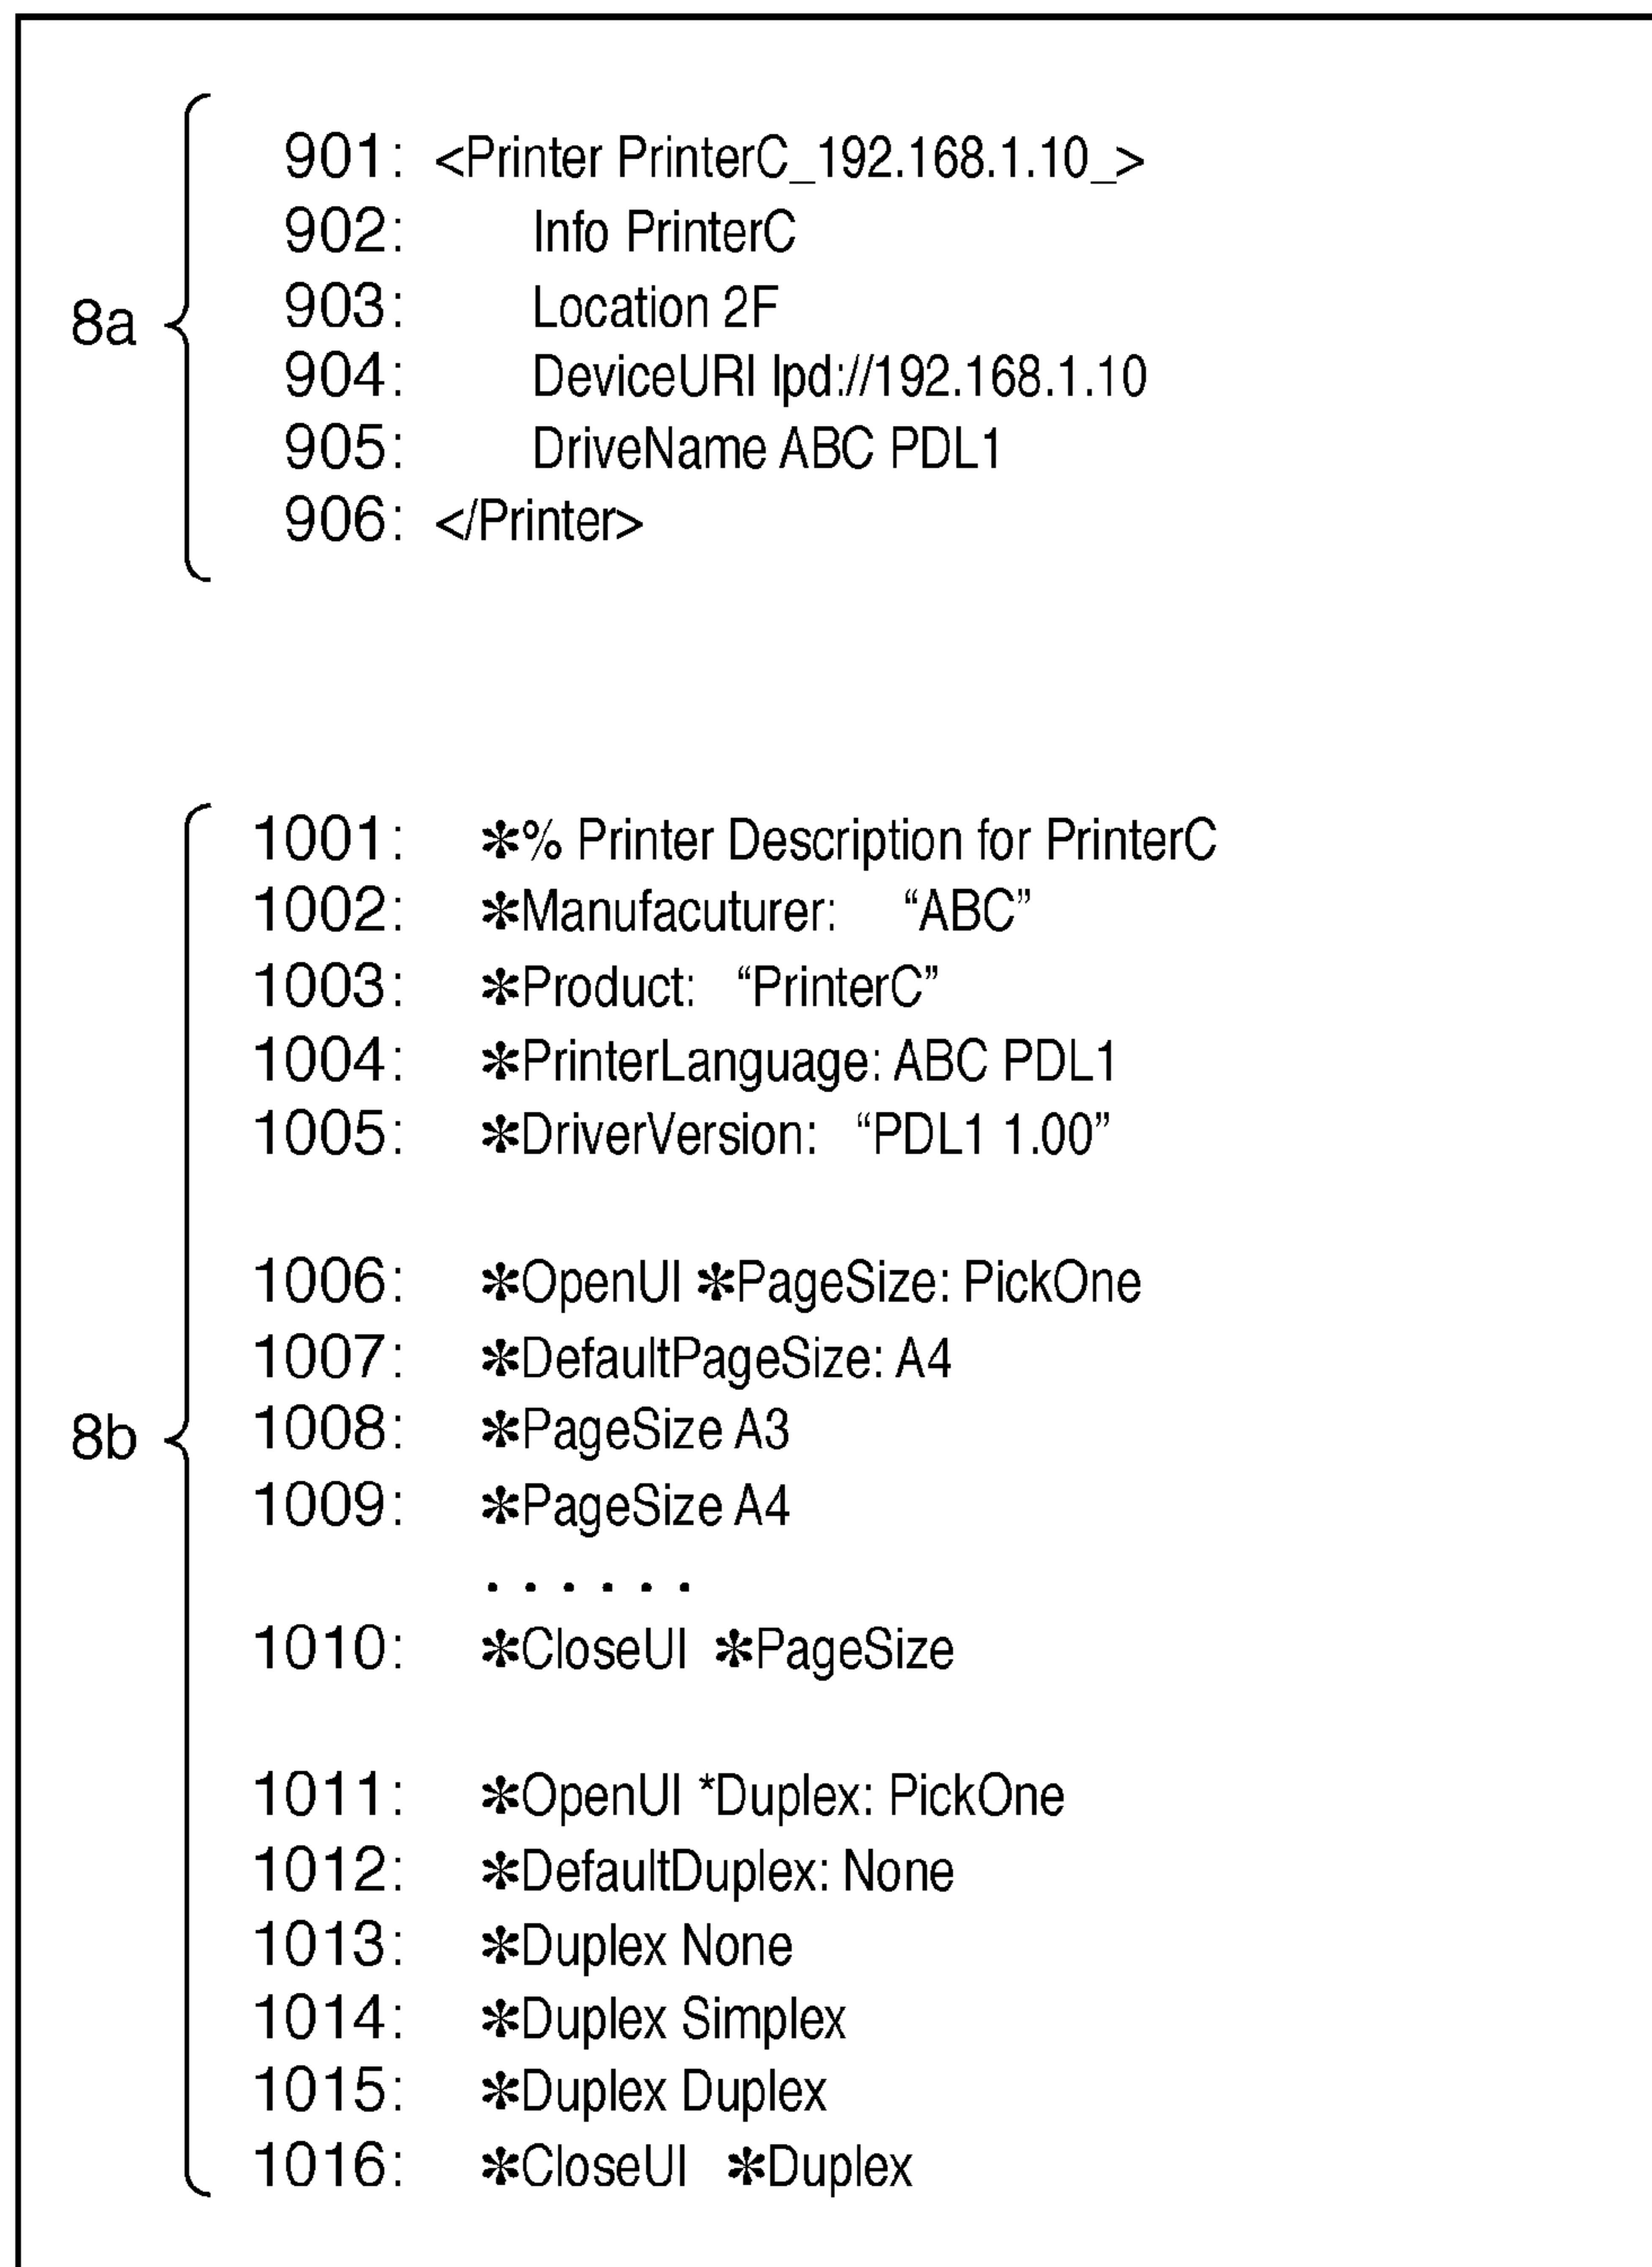 8a
901: <Printer PrinterC_192.168.1.10_>
902: Info PrinterC
903: Location 2F
904: DeviceURI lpd://192.168.1.10
905: DriveName ABC PDL1
906: </Printer>
8b
1001: ✽% Printer Description for PrinterC
1002: ✽Manufacuturer: “ABC”
1003: ✽Product: “PrinterC”
1004: ✽PrinterLanguage: ABC PDL1
1005: ✽DriverVersion: “PDL1 1.00”
1006: ✽OpenUI ✽PageSize: PickOne
1007: ✽DefaultPageSize: A4
1008: ✽PageSize A3
1009: ✽PageSize A4
. . . . . .
1010: ✽CloseUI ✽PageSize
1011: ✽OpenUI *Duplex: PickOne
1012: ✽DefaultDuplex: None
1013: ✽Duplex None
1014: ✽Duplex Simplex
1015: ✽Duplex Duplex
1016: ✽CloseUI ✽Duplex